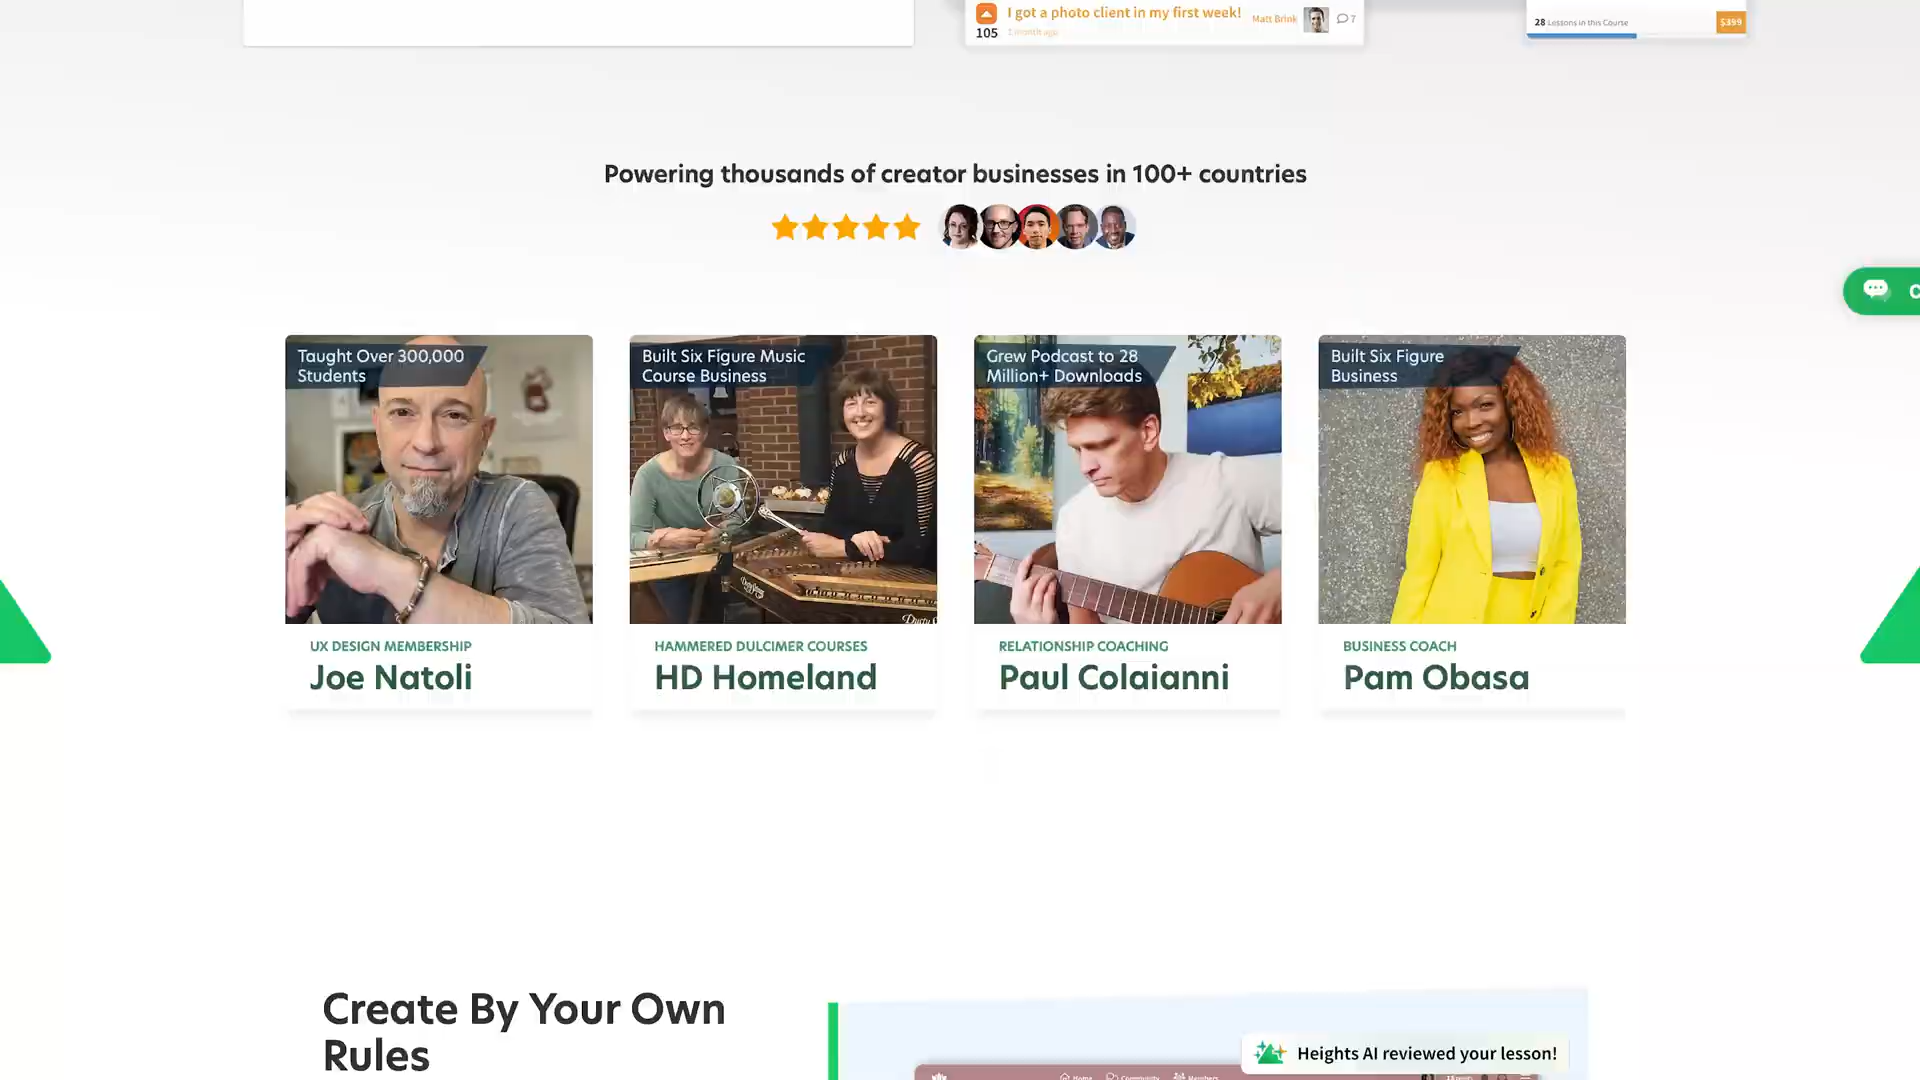 I got a photo client in my first week!
Matt Brink
7
105
1 month ago
28 Lessons in this Course
$399
Powering thousands of creator businesses in 100+ countries
C
Taught Over 300,000
Students
UX DESIGN MEMBERSHIP
Joe Natoli
Built Six Figure Music
Course Business
HAMMERED DULCIMER COURSES
HD Homeland
Grew Podcast to 28
Million+ Downloads
RELATIONSHIP COACHING
Paul Colaianni
Built Six Figure
Business
BUSINESS COACH
Pam Obasa
Create By Your Own
Rules
Heights AI reviewed your lesson!
Home
Community
Members